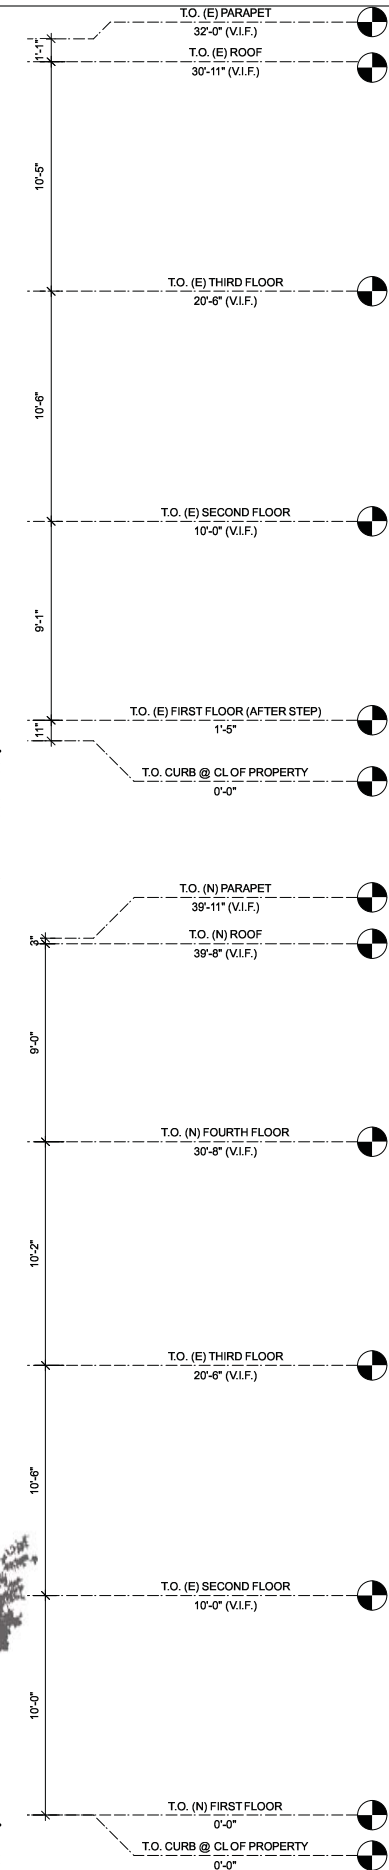 T.O. (E) PARAPET
32'-0" (V.I.F.)
1'-1"
T.O. (E) ROOF
30'-11" (V.I.F.)
10'-5"
T.O. (E) THIRD FLOOR
20'-6" (V.I.F.)
10'-6"
T.O. (E) SECOND FLOOR
10'-0" (V.I.F.)
9'-1"
T.O. (E) FIRST FLOOR (AFTER STEP)
1'-5"
11"
T.O. CURB @ CL OF PROPERTY
0'-0"
T.O. (N) PARAPET
39'-11" (V.I.F.)
3"
T.O. (N) ROOF
39'-8" (V.I.F.)
9'-0"
T.O. (N) FOURTH FLOOR
30'-8" (V.I.F.)
10'-2"
T.O. (E) THIRD FLOOR
20'-6" (V.I.F.)
10'-6"
T.O. (E) SECOND FLOOR
10'-0" (V.I.F.)
10'-0"
T.O. (N) FIRST FLOOR
0'-0"
T.O. CURB @ CL OF PROPERTY
0'-0"